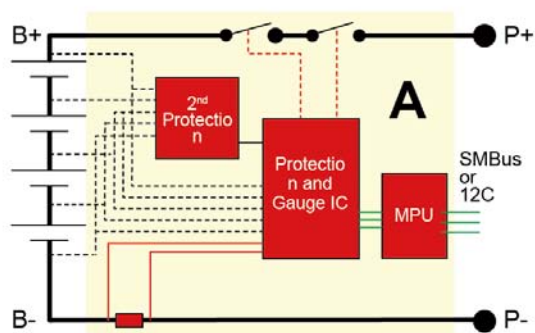 B+
P+
2nd
Protectio
n
A
Protectio
n and
Gauge IC
SMBus
or
12C
MPU
B-
P-